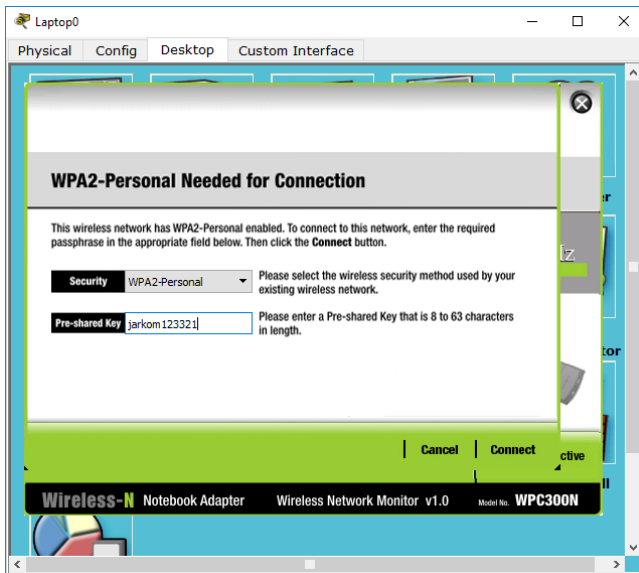 Laptop0
Physical Config Desktop Custom Interface
WPA2-Personal Needed for Connection
This wireless network has WPA2-Personal enabled. To connect to this network, enter the required
passphrase in the appropriate field below. Then click the Connect button.
Security WPA2-Personal Please select the wireless security method used by your
existing wireless network.
Pre-shared Key jarkom123321 Please enter a Pre-shared Key that is 8 to 63 characters
in length.
Cancel Connect
Wireless-N Notebook Adapter Wireless Network Monitor v1.0 Model No. WPC300N